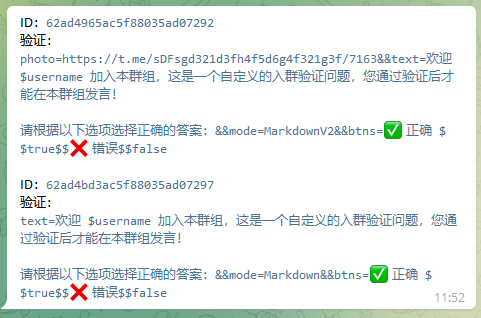 ID: 62ad4965ac5f88035ad07292
验证:
photo=https://t.me/sDFsgd321d3fh4f5d6g4f321g3f/7163&&text=欢迎
$username 加入本群组，这是一个自定义的入群验证问题，您通过验证后才
能在本群组发言！
请根据以下选项选择正确的答案：&&mode=MarkdownV2&&btns=✅ 正确 $
$true$$❌ 错误$$false
ID: 62ad4bd3ac5f88035ad07297
验证:
text=欢迎 $username 加入本群组，这是一个自定义的入群验证问题，您通
过验证后才能在本群组发言！
请根据以下选项选择正确的答案：&&mode=Markdown&&btns=✅ 正确 $
$true$$❌ 错误$$false
11:52